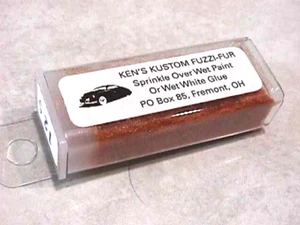 KEN'S KUSTOM FUZZI-FUR
Sprinkle Over Wet Paint
Or Wet White Glue
PO Box 85, Fremont, OH